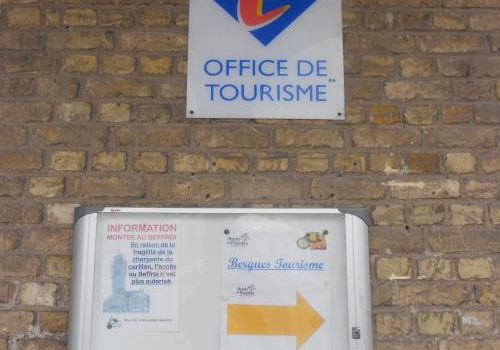 OFFICE DE
TOURISME
INFORMATION
MONTEE AU BEFFROI
En raison de la
fragilité de la
charpente du
carillon, l'accès
au Beffroi n'est
plus autorisé.
Bergues Tourisme